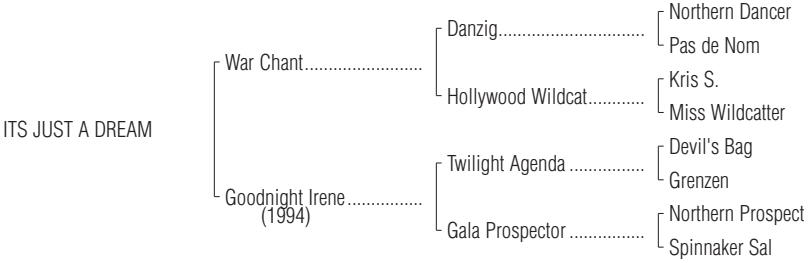 Northern Dancer
Danzig..............................
Pas de Nom
War Chant........................
Kris S.
Hollywood Wildcat............
Miss Wildcatter
ITS JUST A DREAM
Devil's Bag
Twilight Agenda ................
Grenzen
Goodnight Irene................
(1994)
Northern Prospect
Gala Prospector ................
Spinnaker Sal